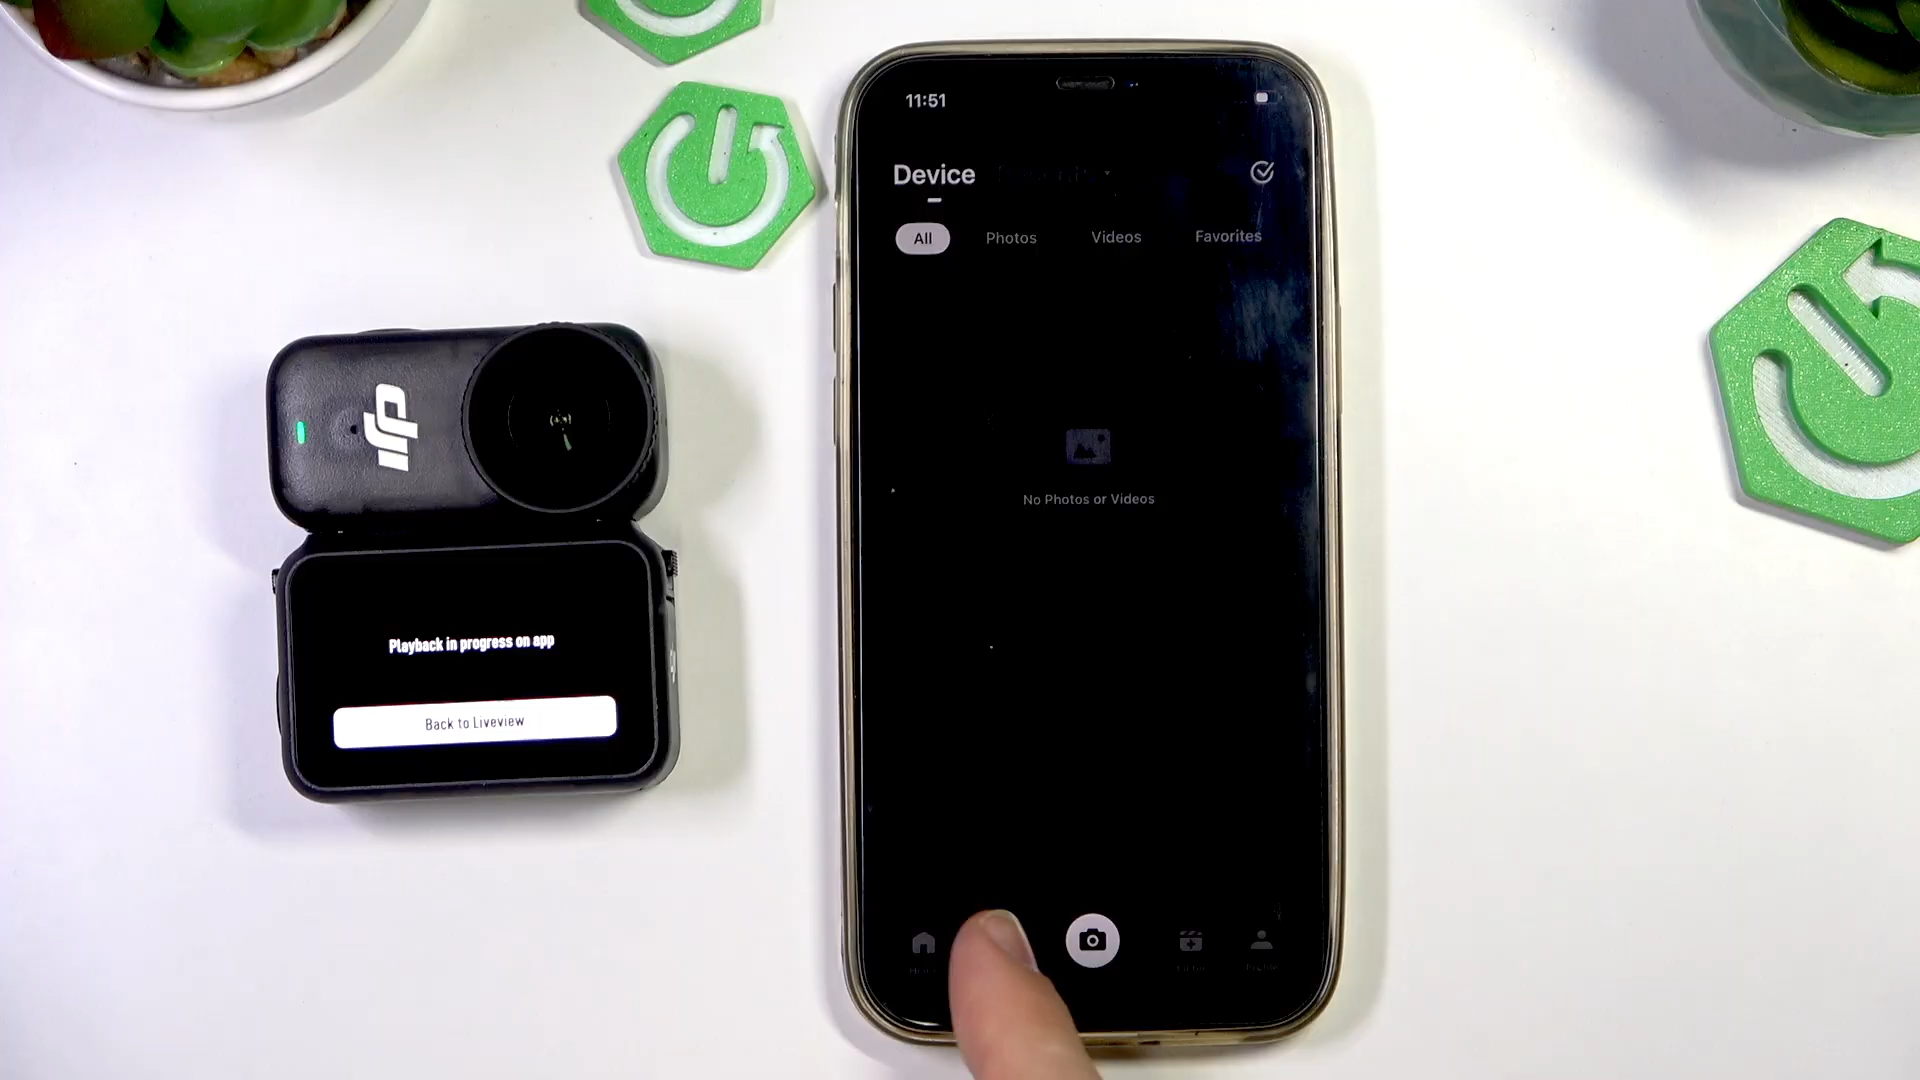 11:51
Device
All Photos Videos Favorites
No Photos or Videos
dji
Playback in progress on app
Back to Liveview